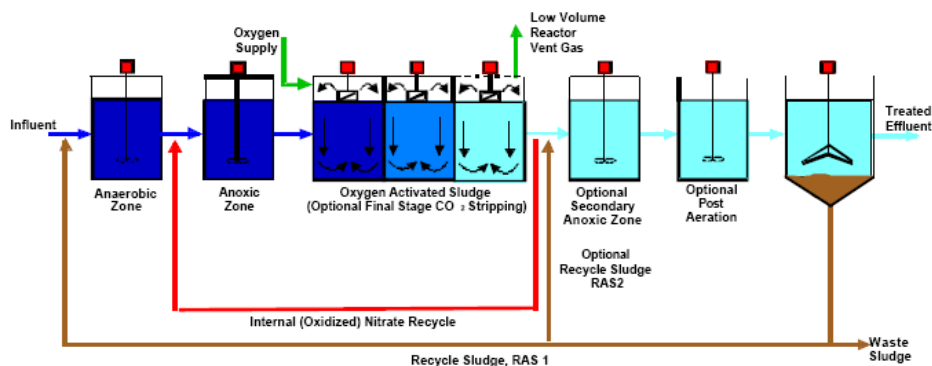 Oxygen
Supply
Low Volume
Reactor
Vent Gas
Influent
Treated
Effluent
Anaerobic
Zone
Anoxic
Zone
Oxygen Activated Sludge
(Optional Final Stage CO 2 Stripping)
Optional
Secondary
Anoxic Zone
Optional
Post
Aeration
Optional
Recycle Sludge
RAS2
Internal (Oxidized) Nitrate Recycle
Waste
Sludge
Recycle Sludge, RAS 1